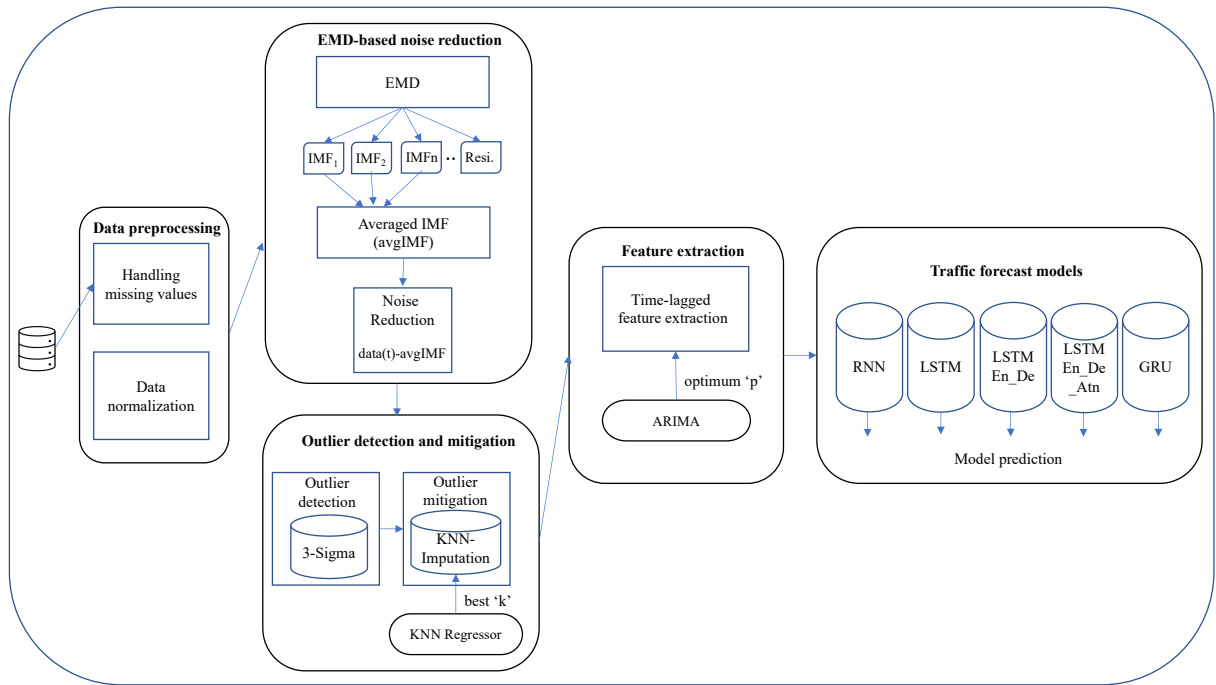 Data preprocessing
Handling
missing values
Data
normalization
EMD-based noise reduction
EMD
IMF₁
IMF₂
IMFn
..
Resi.
Averaged IMF
(avgIMF)
Noise
Reduction
data(t)-avgIMF
Outlier detection and mitigation
Outlier
detection
3-Sigma
Outlier
mitigation
KNN-
Imputation
best ‘k’
KNN Regressor
Feature extraction
Time-lagged
feature extraction
optimum ‘p’
ARIMA
Traffic forecast models
RNN
LSTM
LSTM
En_De
LSTM
En_De
_Atn
GRU
Model prediction